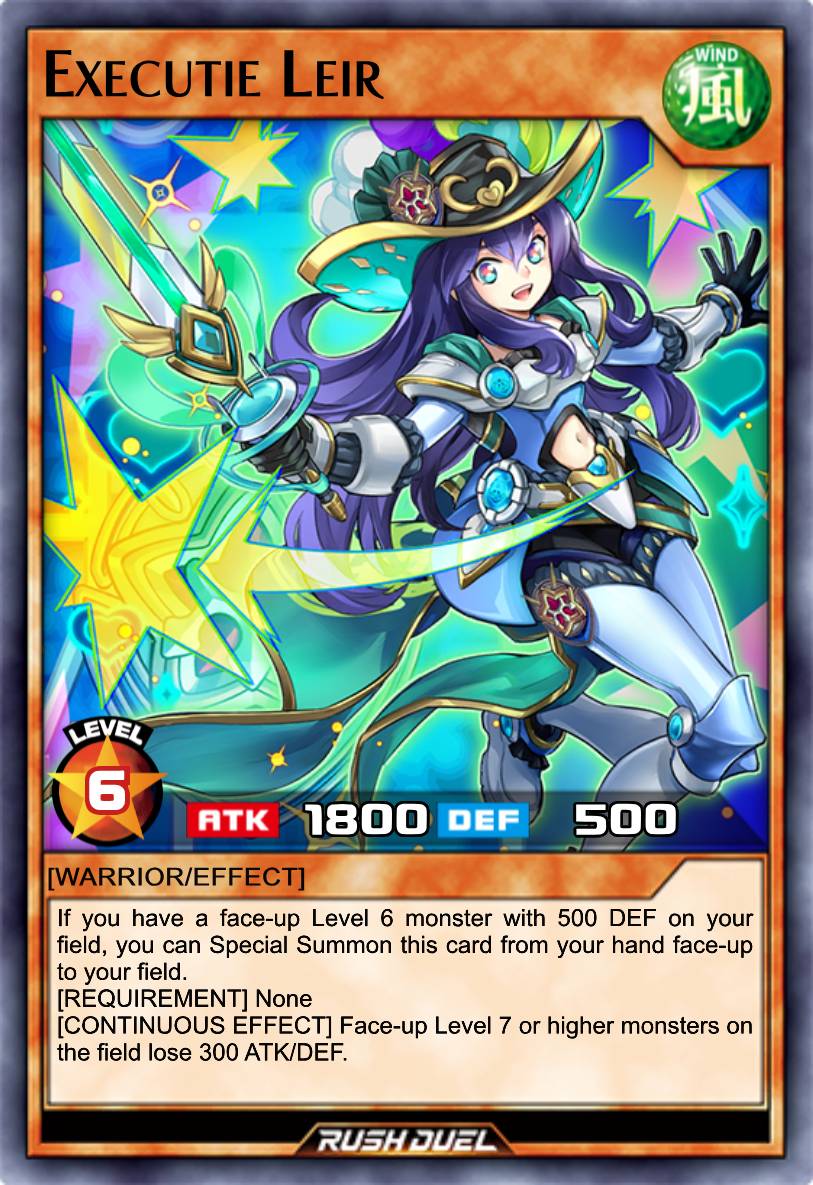 EXECUTIE LEIR
WIND
風
LEVEL
6
ATK 1800 DEF 500
[WARRIOR/EFFECT]
If you have a face-up Level 6 monster with 500 DEF on your
field, you can Special Summon this card from your hand face-up
to your field.
[REQUIREMENT] None
[CONTINUOUS EFFECT] Face-up Level 7 or higher monsters on
the field lose 300 ATK/DEF.
RUSH DUEL